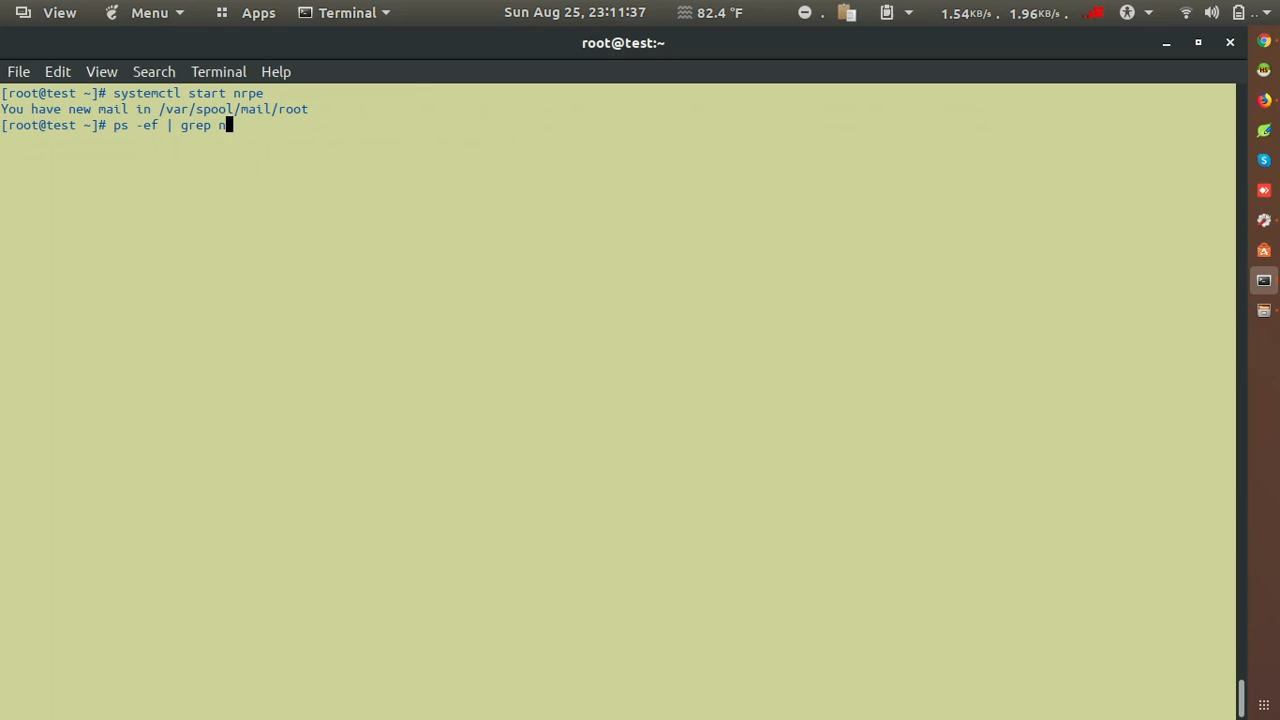 View Menu Apps Terminal Sun Aug 25, 23:11:37 82.4 °F . 1.54KB/s . 1.96KB/s . ..
root@test:~
File Edit View Search Terminal Help
[root@test ~]# systemctl start nrpe
You have new mail in /var/spool/mail/root
[root@test ~]# ps -ef | grep n